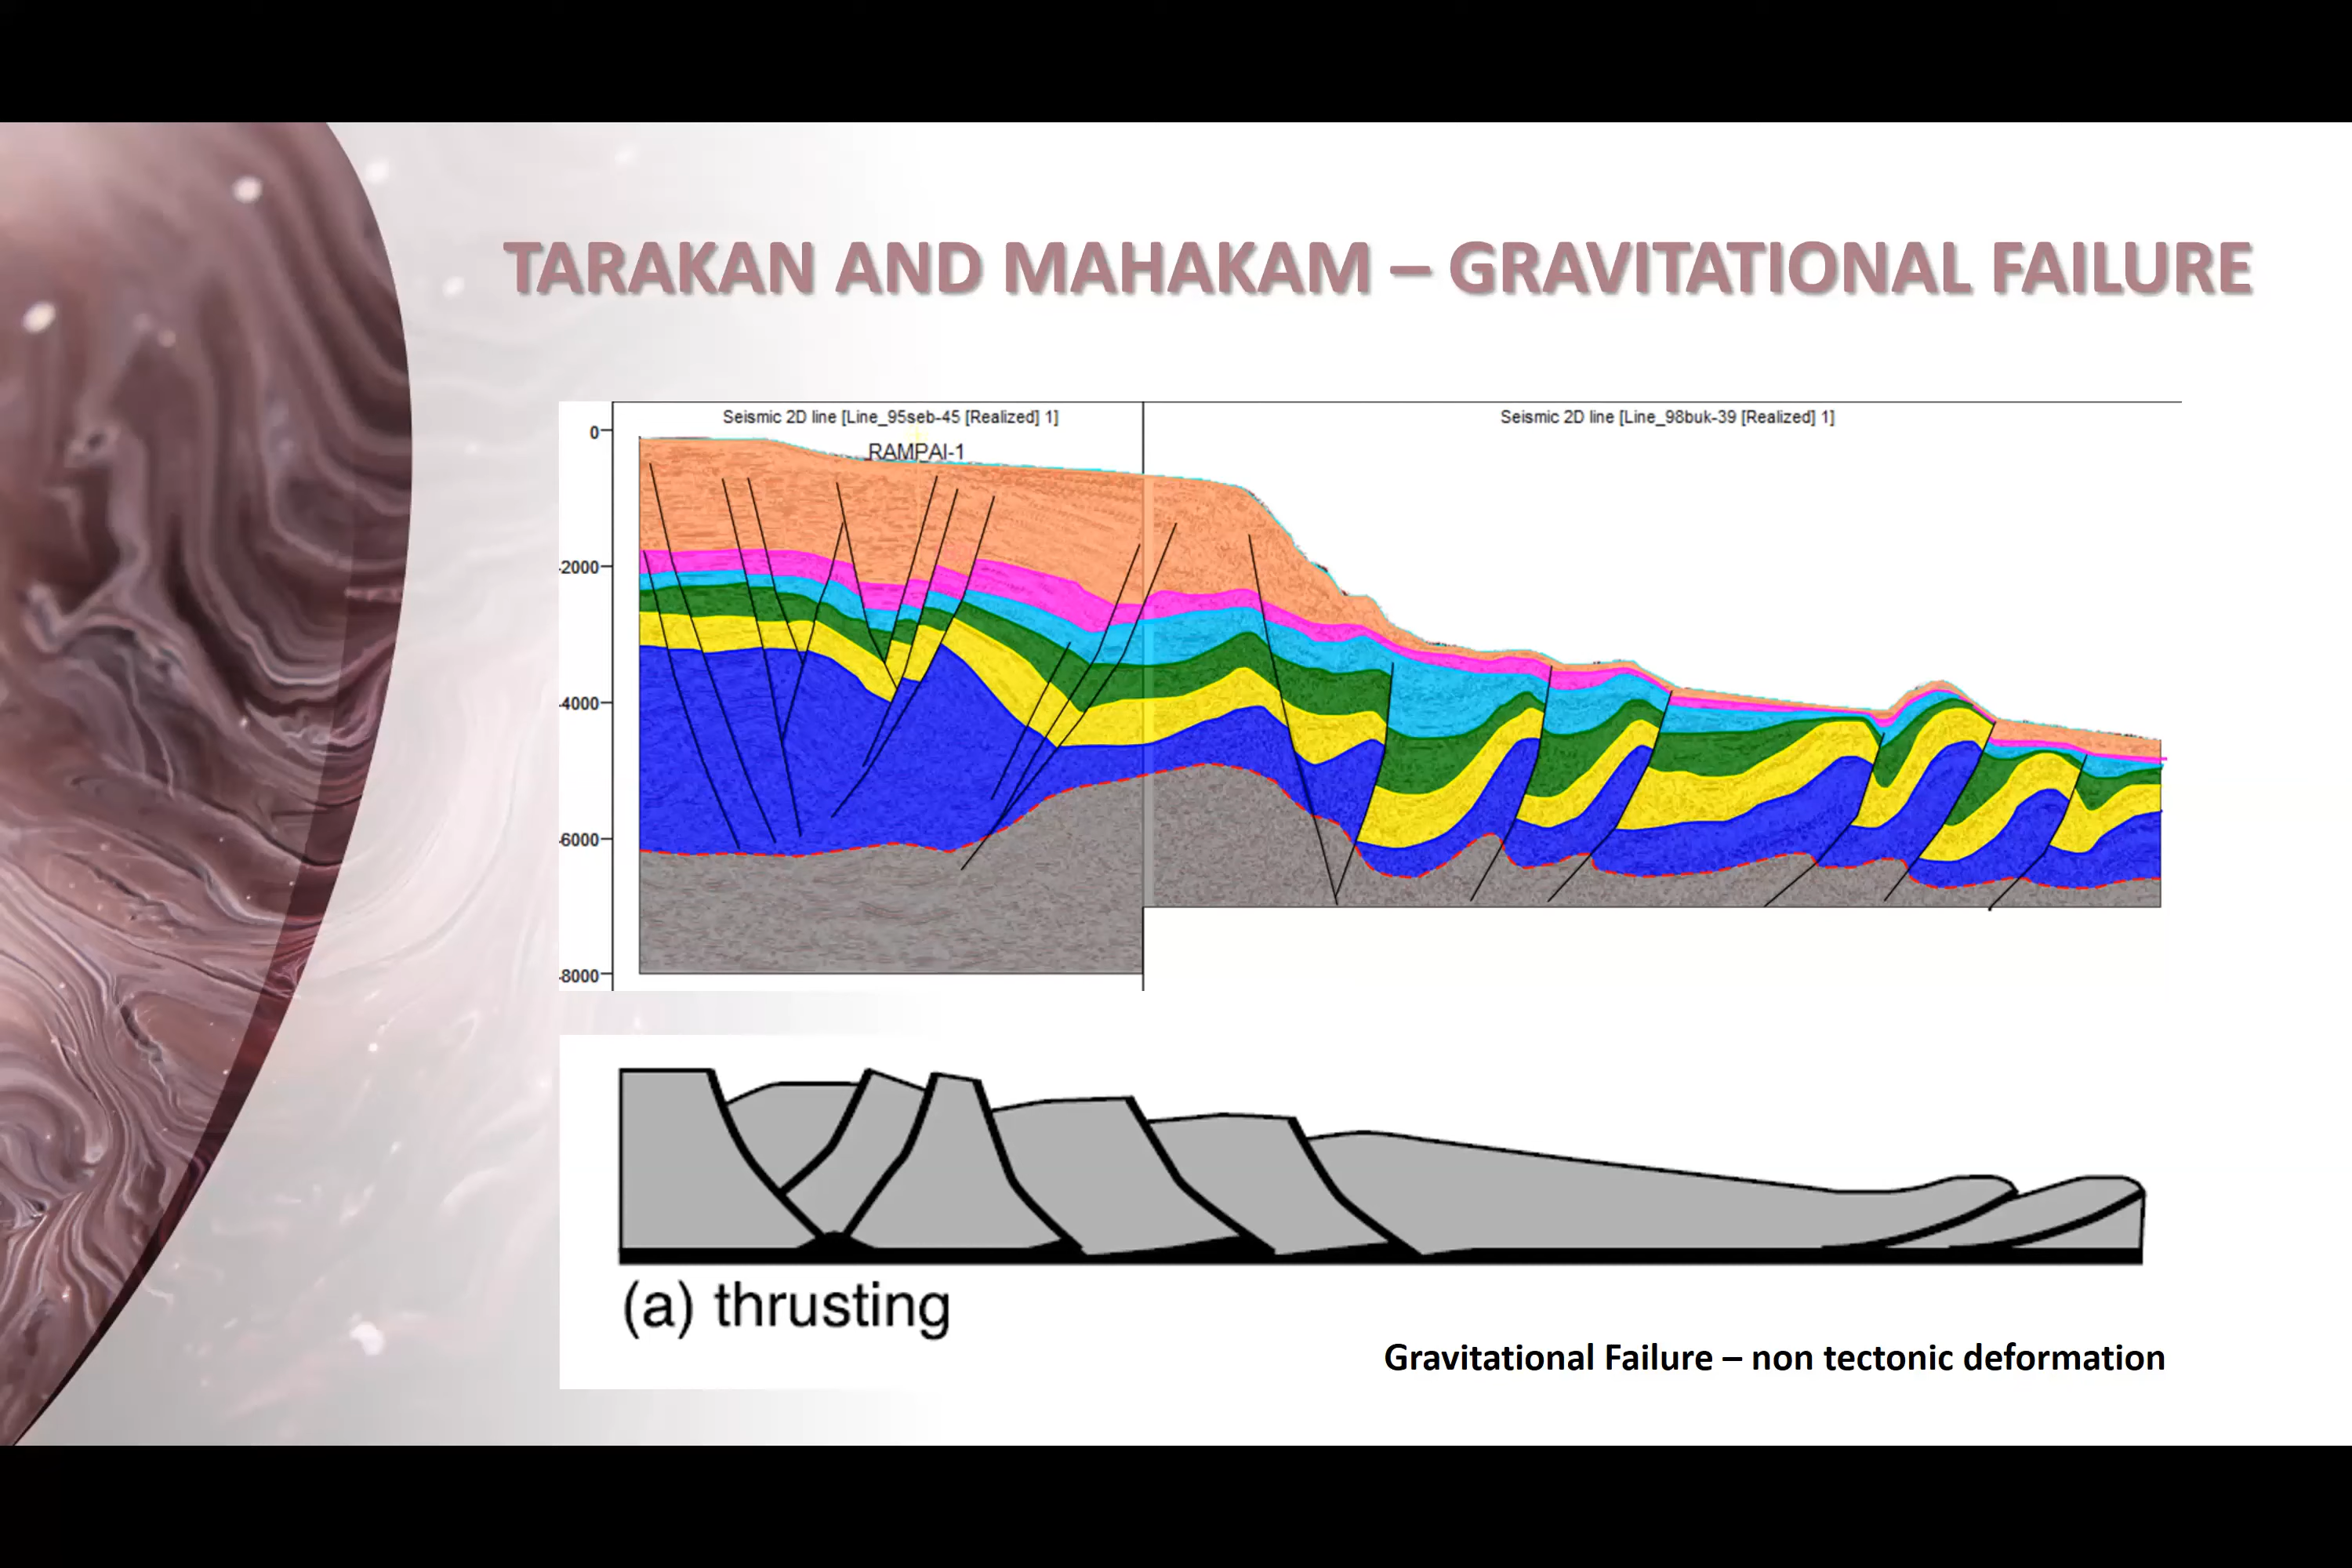 TARAKAN AND MAHAKAM – GRAVITATIONAL FAILURE
Seismic 2D line [Line_95seb-45 [Realized] 1]
Seismic 2D line [Line_98buk-39 [Realized] 1]
0
RAMPAI-1
-2000
-4000
-6000
-8000
(a) thrusting
Gravitational Failure – non tectonic deformation